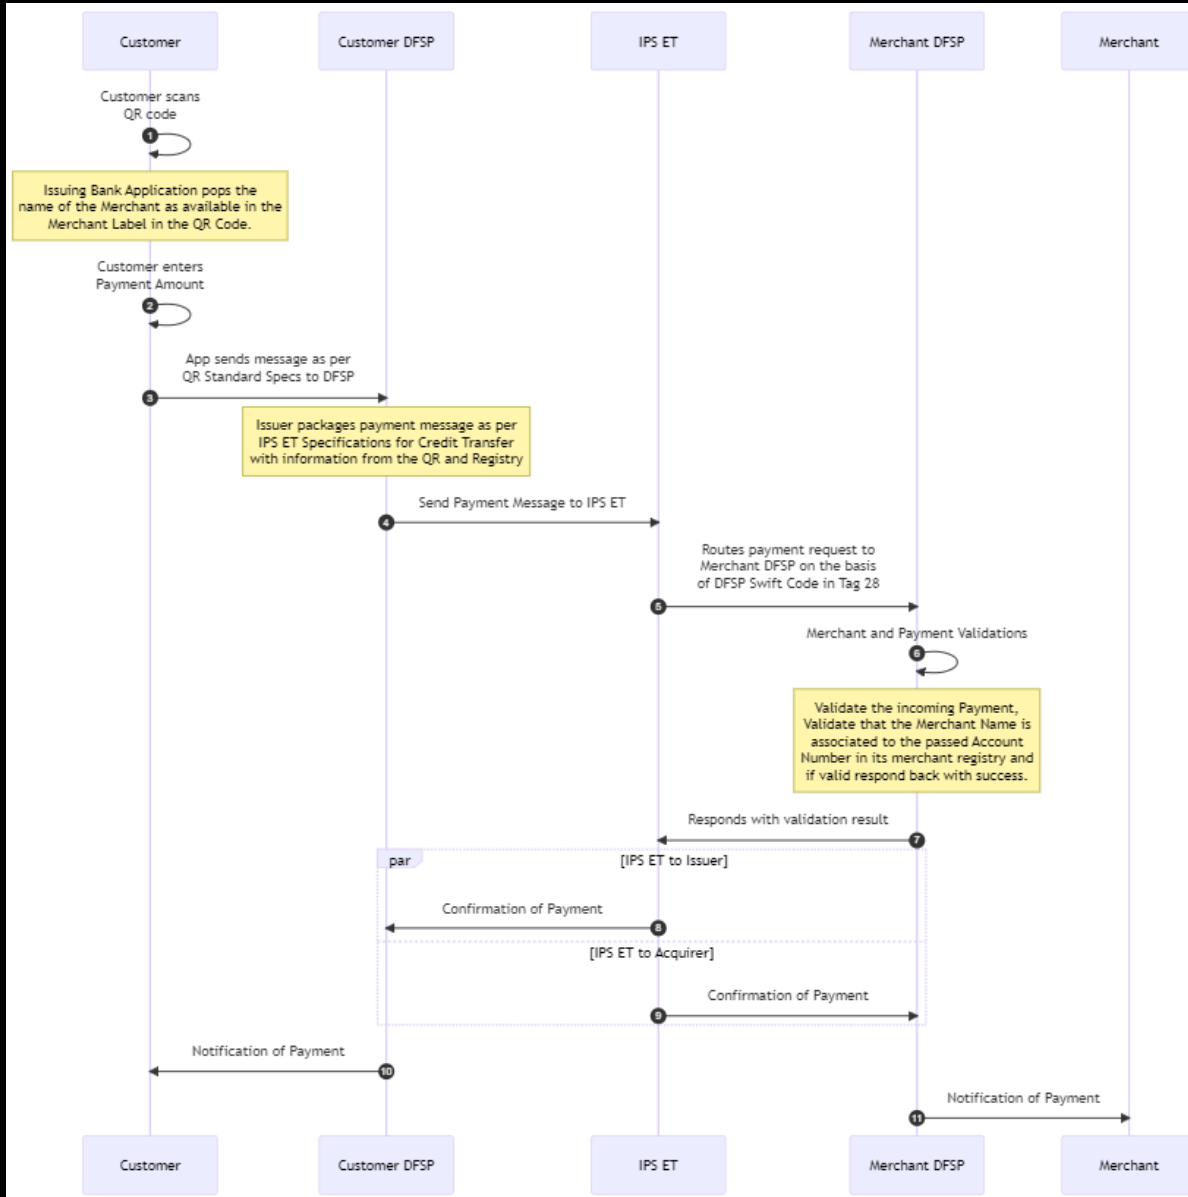 Customer
Customer DFSP
IPS ET
Merchant DFSP
Merchant
Customer scans
QR code
1
Issuing Bank Application pops the
name of the Merchant as available in the
Merchant Label in the QR Code.
Customer enters
Payment Amount
2
App sends message as per
QR Standard Specs to DFSP
3
Issuer packages payment message as per
IPS ET Specifications for Credit Transfer
with information from the QR and Registry
Send Payment Message to IPS ET
4
Routes payment request to
Merchant DFSP on the basis
of DFSP Swift Code in Tag 28
5
Merchant and Payment Validations
6
Validate the incoming Payment,
Validate that the Merchant Name is
associated to the passed Account
Number in its merchant registry and
if valid respond back with success.
Responds with validation result
7
par
[IPS ET to Issuer]
Confirmation of Payment
8
[IPS ET to Acquirer]
Confirmation of Payment
9
Notification of Payment
10
Notification of Payment
11
Customer
Customer DFSP
IPS ET
Merchant DFSP
Merchant